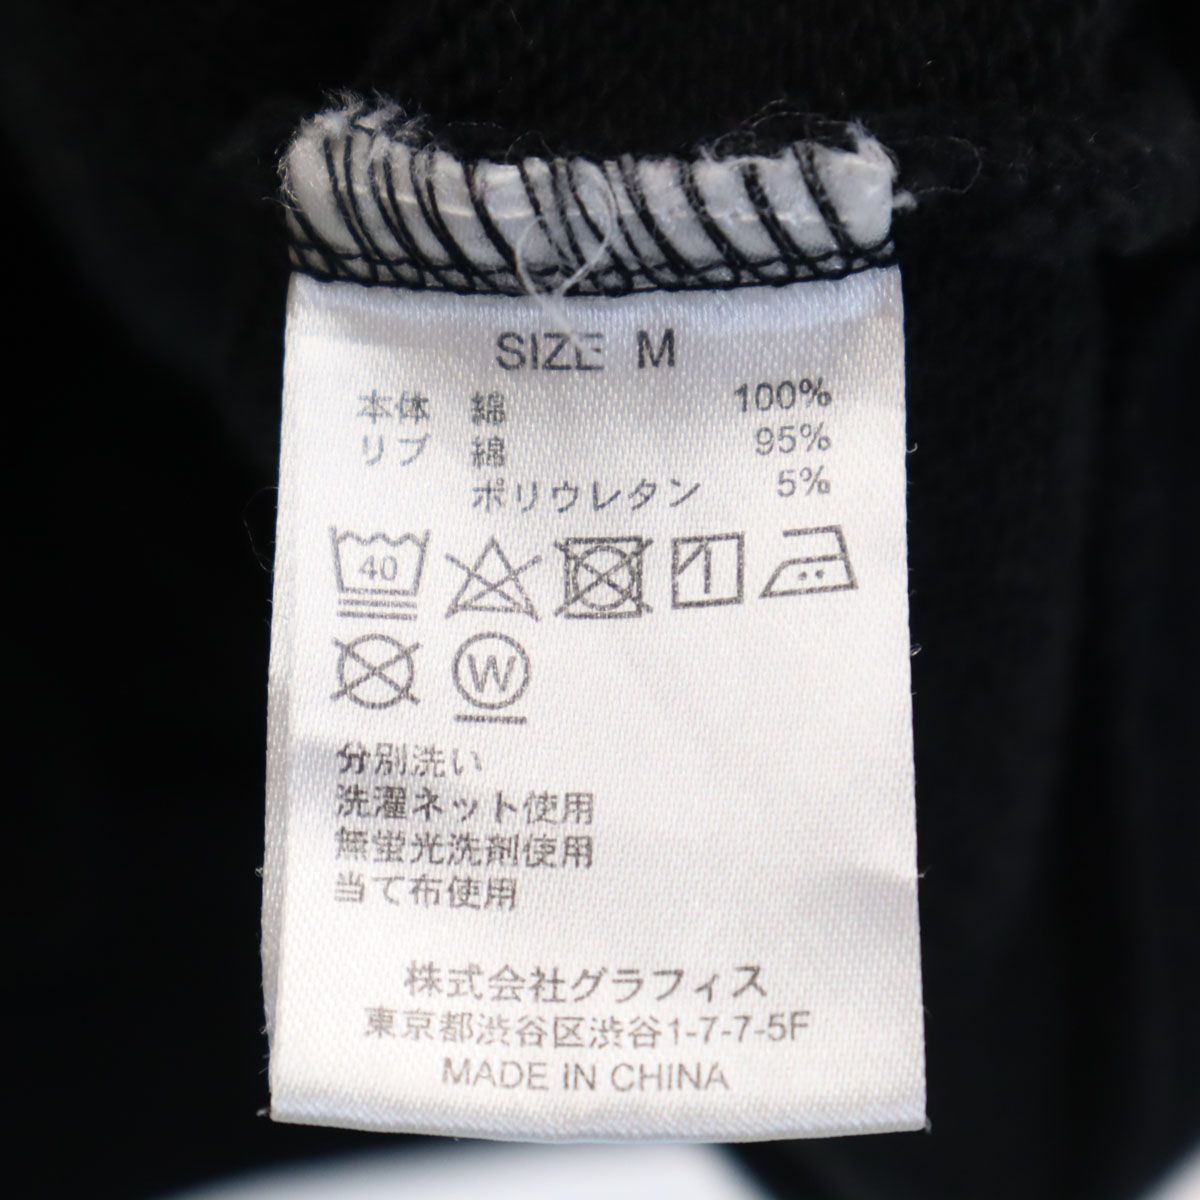 SIZE M
本体 綿 100%
リブ 綿 95%
ポリウレタン 5%
40
W
分別洗い
洗濯ネット使用
無蛍光洗剤使用
当て布使用
株式会社グラフィス
東京都渋谷区渋谷1-7-7-5F
MADE IN CHINA